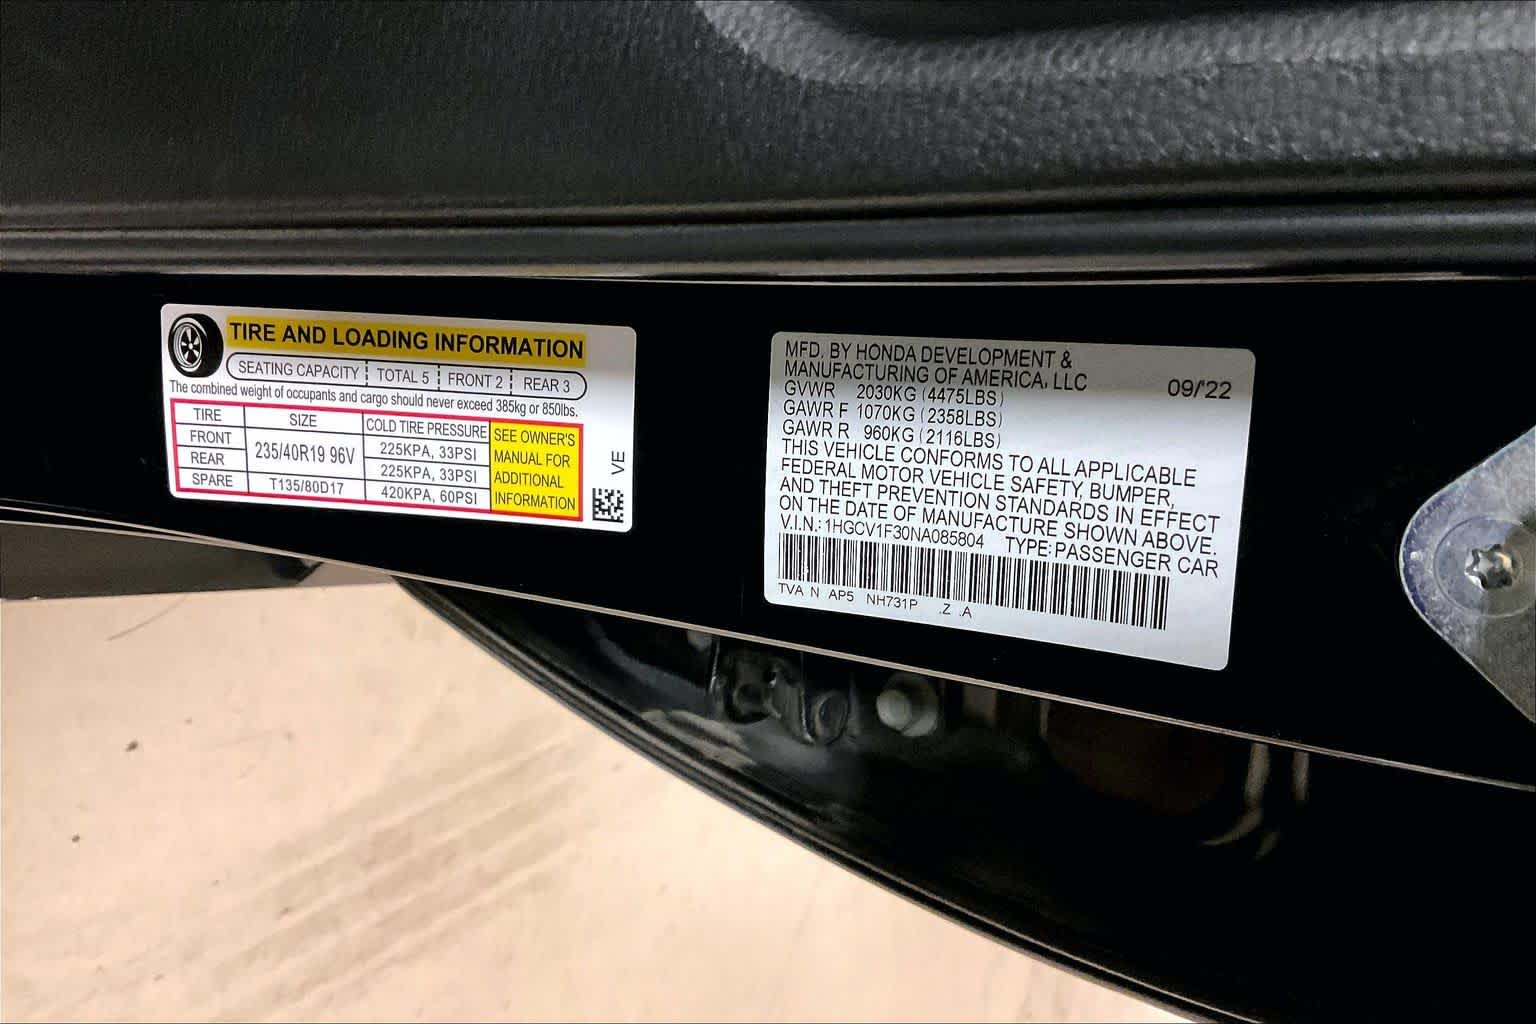 TIRE AND LOADING INFORMATION
SEATING CAPACITY TOTAL 5 FRONT 2 REAR 3
The combined weight of occupants and cargo should never exceed 385kg or 850lbs.
TIRE SIZE COLD TIRE PRESSURE
FRONT 235/40R19 96V 225KPA, 33PSI
REAR 225KPA, 33PSI
SPARE T135/80D17 420KPA, 60PSI
SEE OWNER'S
MANUAL FOR
ADDITIONAL
INFORMATION
VE
MFD. BY HONDA DEVELOPMENT &
MANUFACTURING OF AMERICA, LLC 09/'22
GVWR 2030KG (4475LBS)
GAWR F 1070KG (2358LBS)
GAWR R 960KG (2116LBS)
THIS VEHICLE CONFORMS TO ALL APPLICABLE
FEDERAL MOTOR VEHICLE SAFETY, BUMPER,
AND THEFT PREVENTION STANDARDS IN EFFECT
ON THE DATE OF MANUFACTURE SHOWN ABOVE.
V.I.N.: 1HGCV1F30NA085804 TYPE: PASSENGER CAR
TVA N AP5 NH731P .Z .A